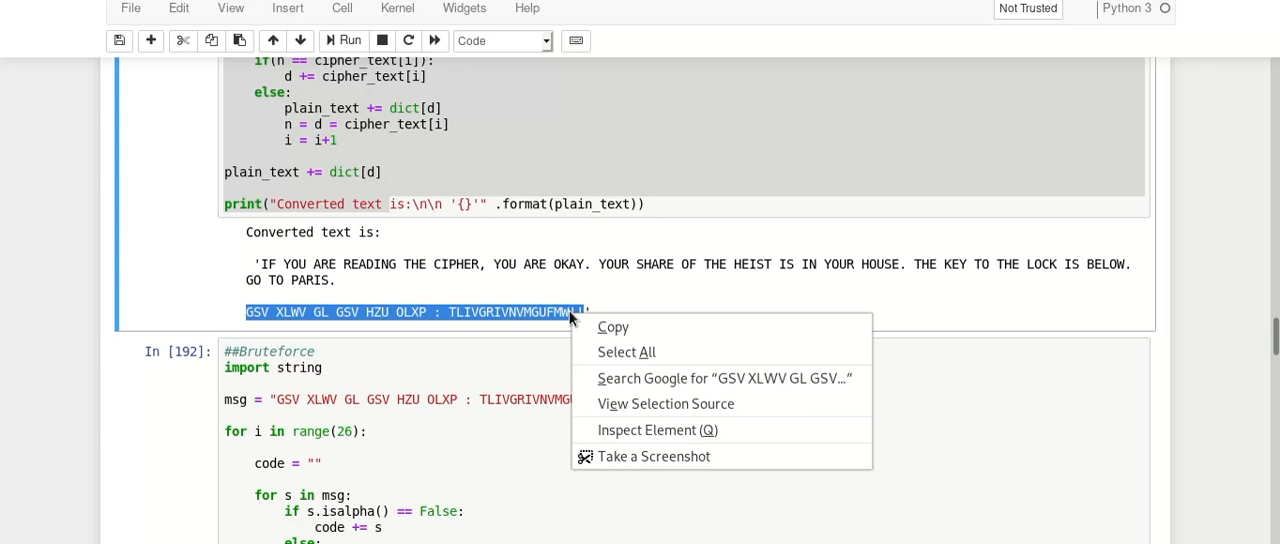 File Edit View Insert Cell Kernel Widgets Help Not Trusted Python 3
Run Code
if(n == cipher_text[i]):
d += cipher_text[i]
else:
plain_text += dict[d]
n = d = cipher_text[i]
i = i+1
plain_text += dict[d]
print("Converted text is:\n\n '{}'" .format(plain_text))
Converted text is:
'IF YOU ARE READING THE CIPHER, YOU ARE OKAY. YOUR SHARE OF THE HEIST IS IN YOUR HOUSE. THE KEY TO THE LOCK IS BELOW.
GO TO PARIS.
GSV XLWV GL GSV HZU OLXP : TLIVGRIVNVMGUFMW
Copy
Select All
Search Google for “GSV XLWV GL GSV...”
View Selection Source
Inspect Element (Q)
Take a Screenshot
In [192]: ##Bruteforce
import string
msg = "GSV XLWV GL GSV HZU OLXP : TLIVGRIVNVMG
for i in range(26):
code = ""
for s in msg:
if s.isalpha() == False:
code += s
else: